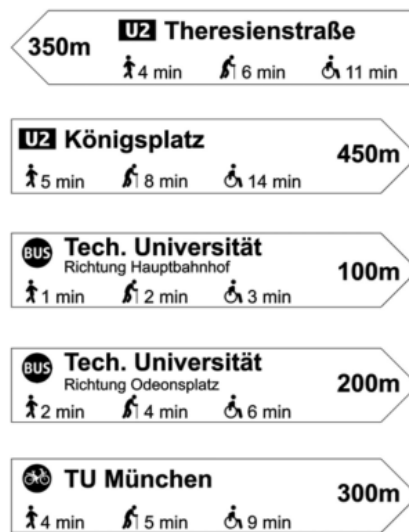 U2 Theresienstraße
350m
4 min 6 min 11 min
U2 Königsplatz
450m
5 min 8 min 14 min
BUS Tech. Universität
Richtung Hauptbahnhof
100m
1 min 2 min 3 min
BUS Tech. Universität
Richtung Odeonsplatz
200m
2 min 4 min 6 min
TU München
300m
4 min 5 min 9 min